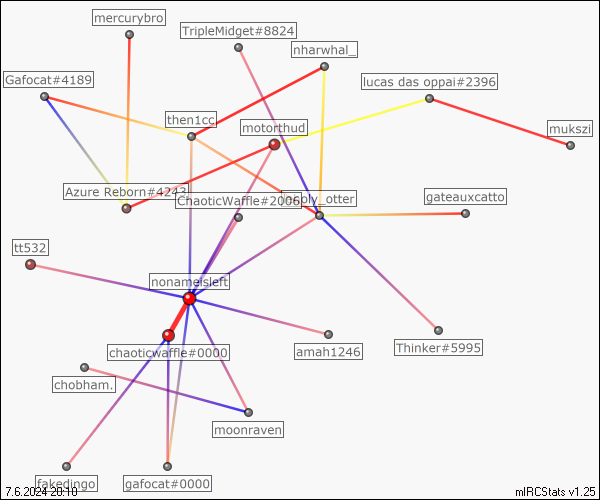 mercurybro
TripleMidget#8824
nharwhal_
Gafocat#4189
lucas das oppai#2396
then1cc
motorthud
mukszi
Azure Reborn#4243
ChaoticWaffle#2006
gateauxcatto
tt532
nonameisleft
chaoticwaffle#0000
amah1246
Thinker#5995
chobham.
moonraven
fakedingo
gafocat#0000
7.6.2024 20:10
mIRCStats v1.25